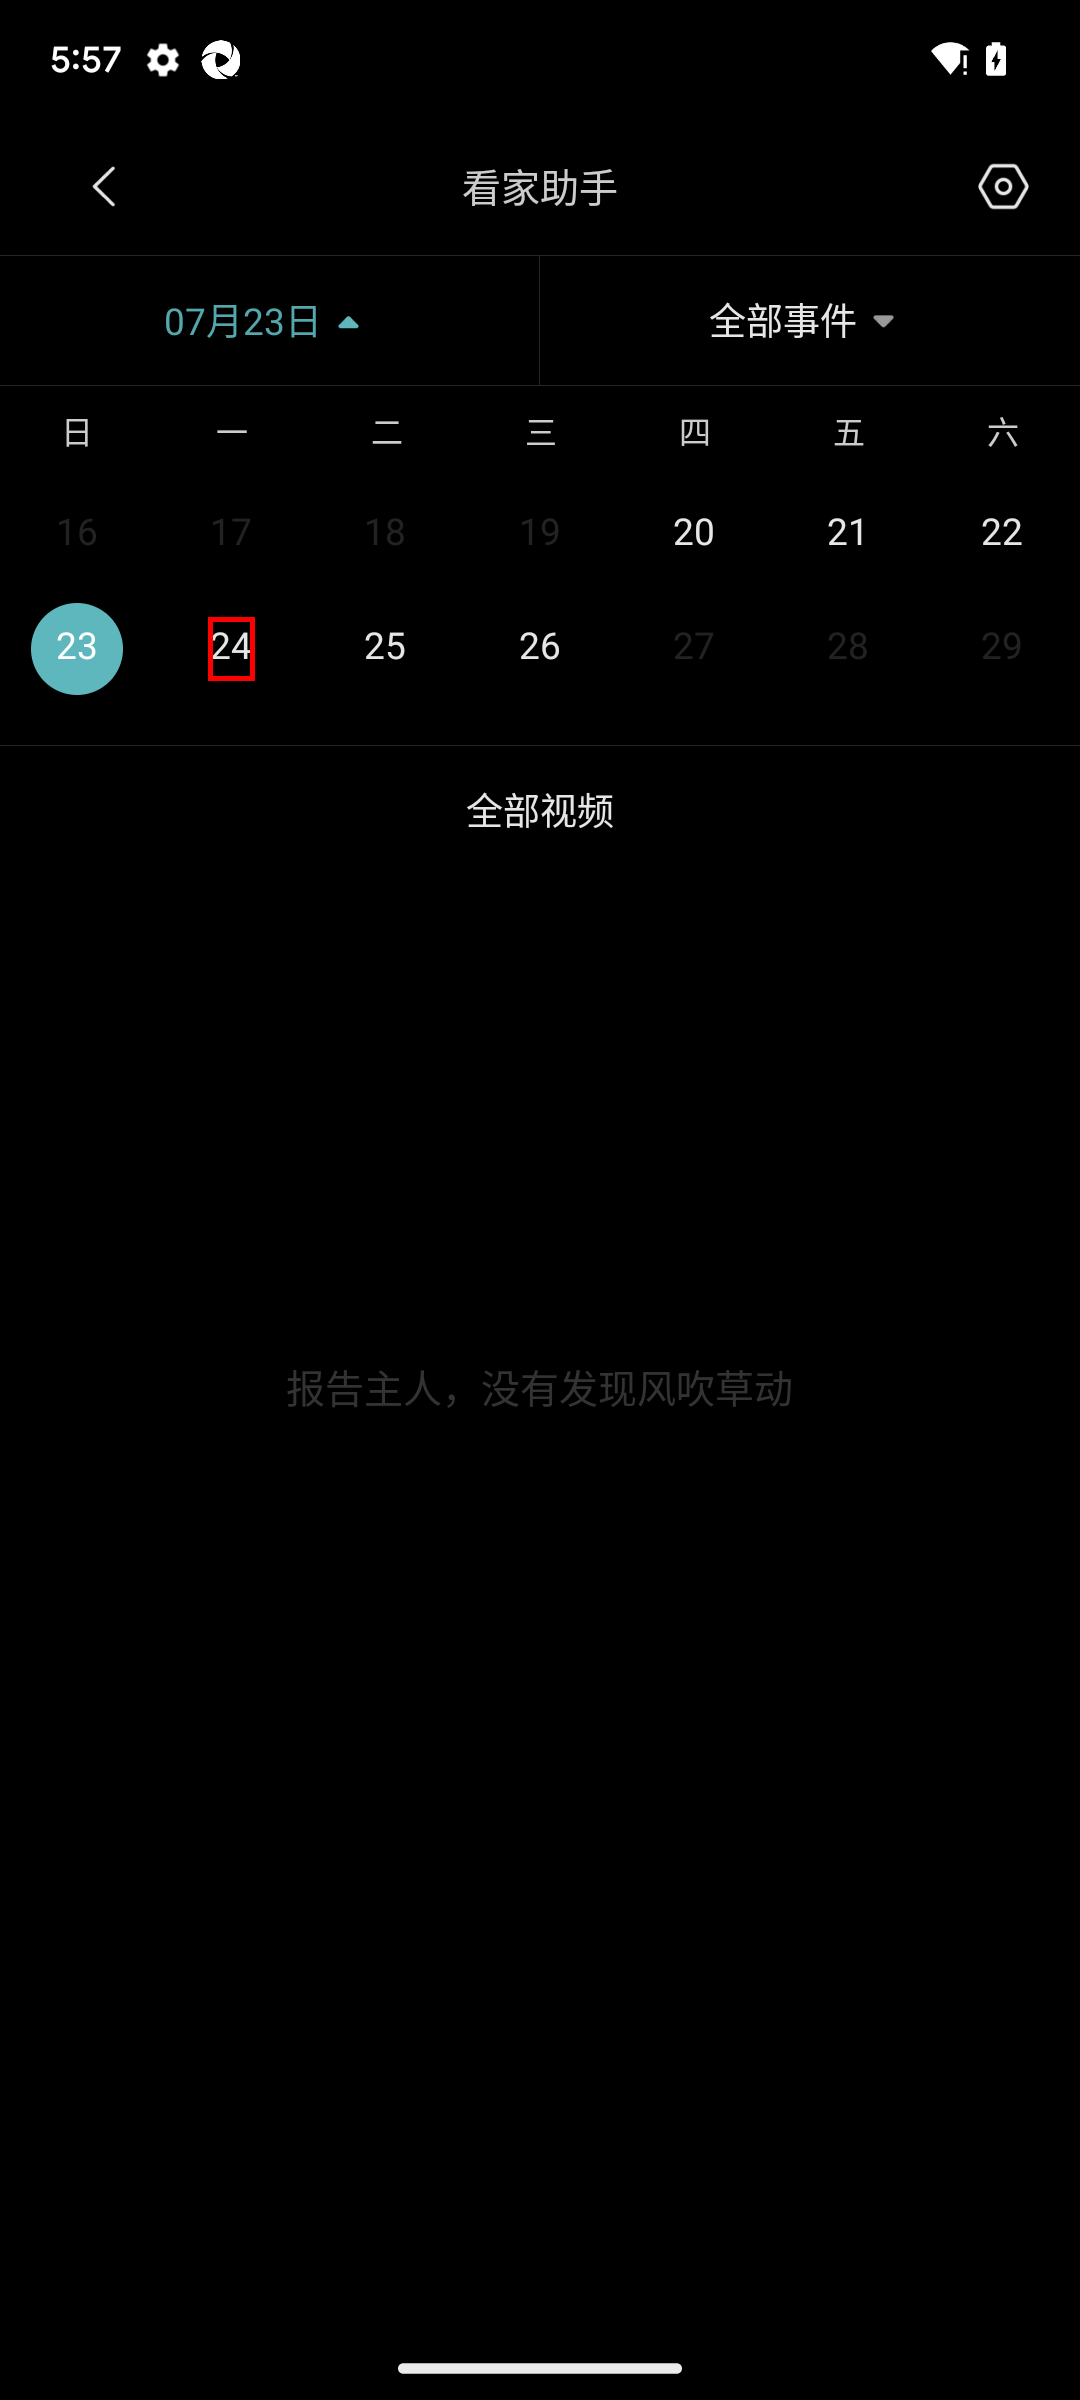 5:57
看家助手
07月23日 全部事件
日 一 二 三 四 五 六
16 17 18 19 20 21 22
23 24 25 26 27 28 29
全部视频
报告主人，没有发现风吹草动